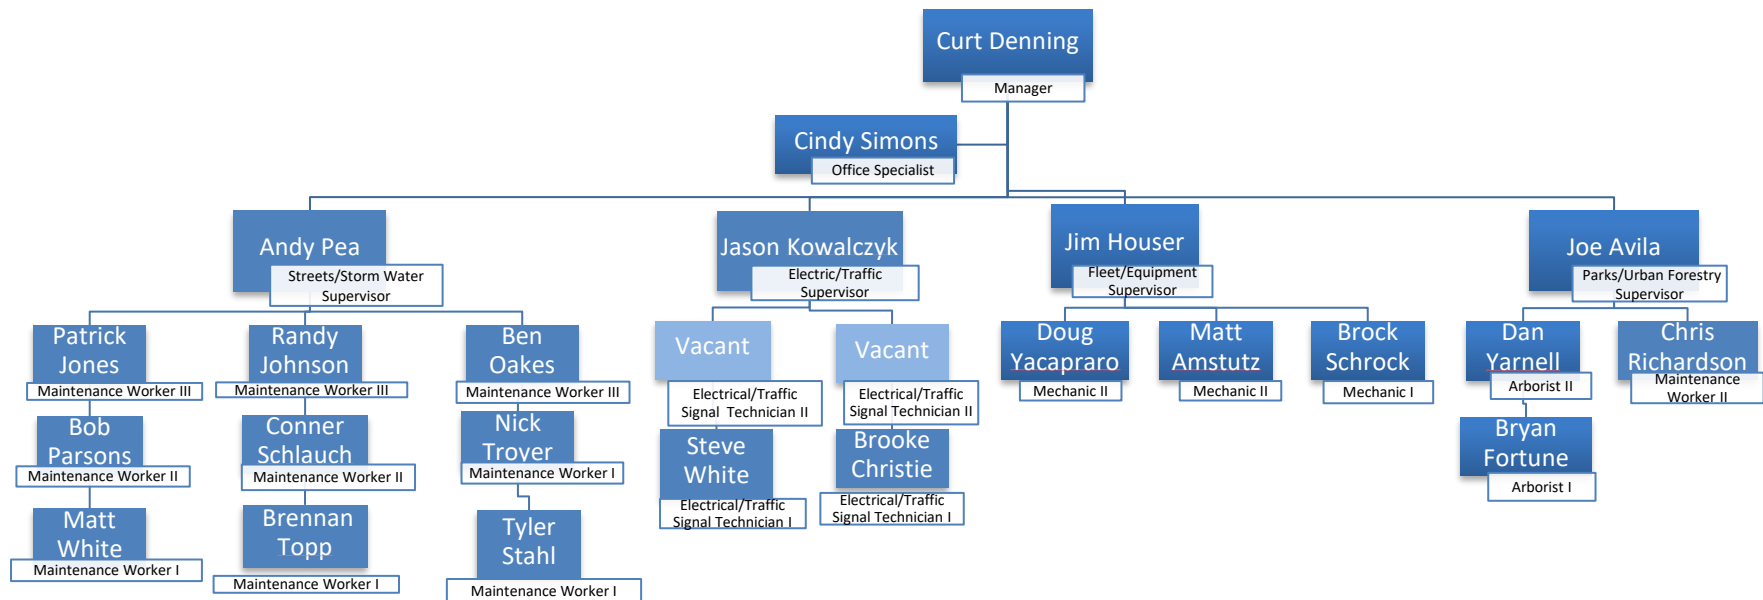 Curt Denning
Manager
Cindy Simons
Office Specialist
Andy Pea
Streets/Storm Water
Supervisor
Jason Kowalczyk
Electric/Traffic
Supervisor
Jim Houser
Fleet/Equipment
Supervisor
Joe Avila
Parks/Urban Forestry
Supervisor
Patrick
Jones
Maintenance Worker III
Randy
Johnson
Maintenance Worker III
Ben
Oakes
Maintenance Worker III
Vacant
Electrical/Traffic
Signal Technician II
Vacant
Electrical/Traffic
Signal Technician II
Doug
Yacapraro
Mechanic II
Matt
Amstutz
Mechanic II
Brock
Schrock
Mechanic I
Dan
Yarnell
Arborist II
Chris
Richardson
Maintenance
Worker II
Bob
Parsons
Maintenance Worker II
Conner
Schlauch
Maintenance Worker II
Nick
Troyer
Maintenance Worker I
Steve
White
Electrical/Traffic
Signal Technician I
Brooke
Christie
Electrical/Traffic
Signal Technician I
Bryan
Fortune
Arborist I
Matt
White
Maintenance Worker I
Brennan
Topp
Maintenance Worker I
Tyler
Stahl
Maintenance Worker I